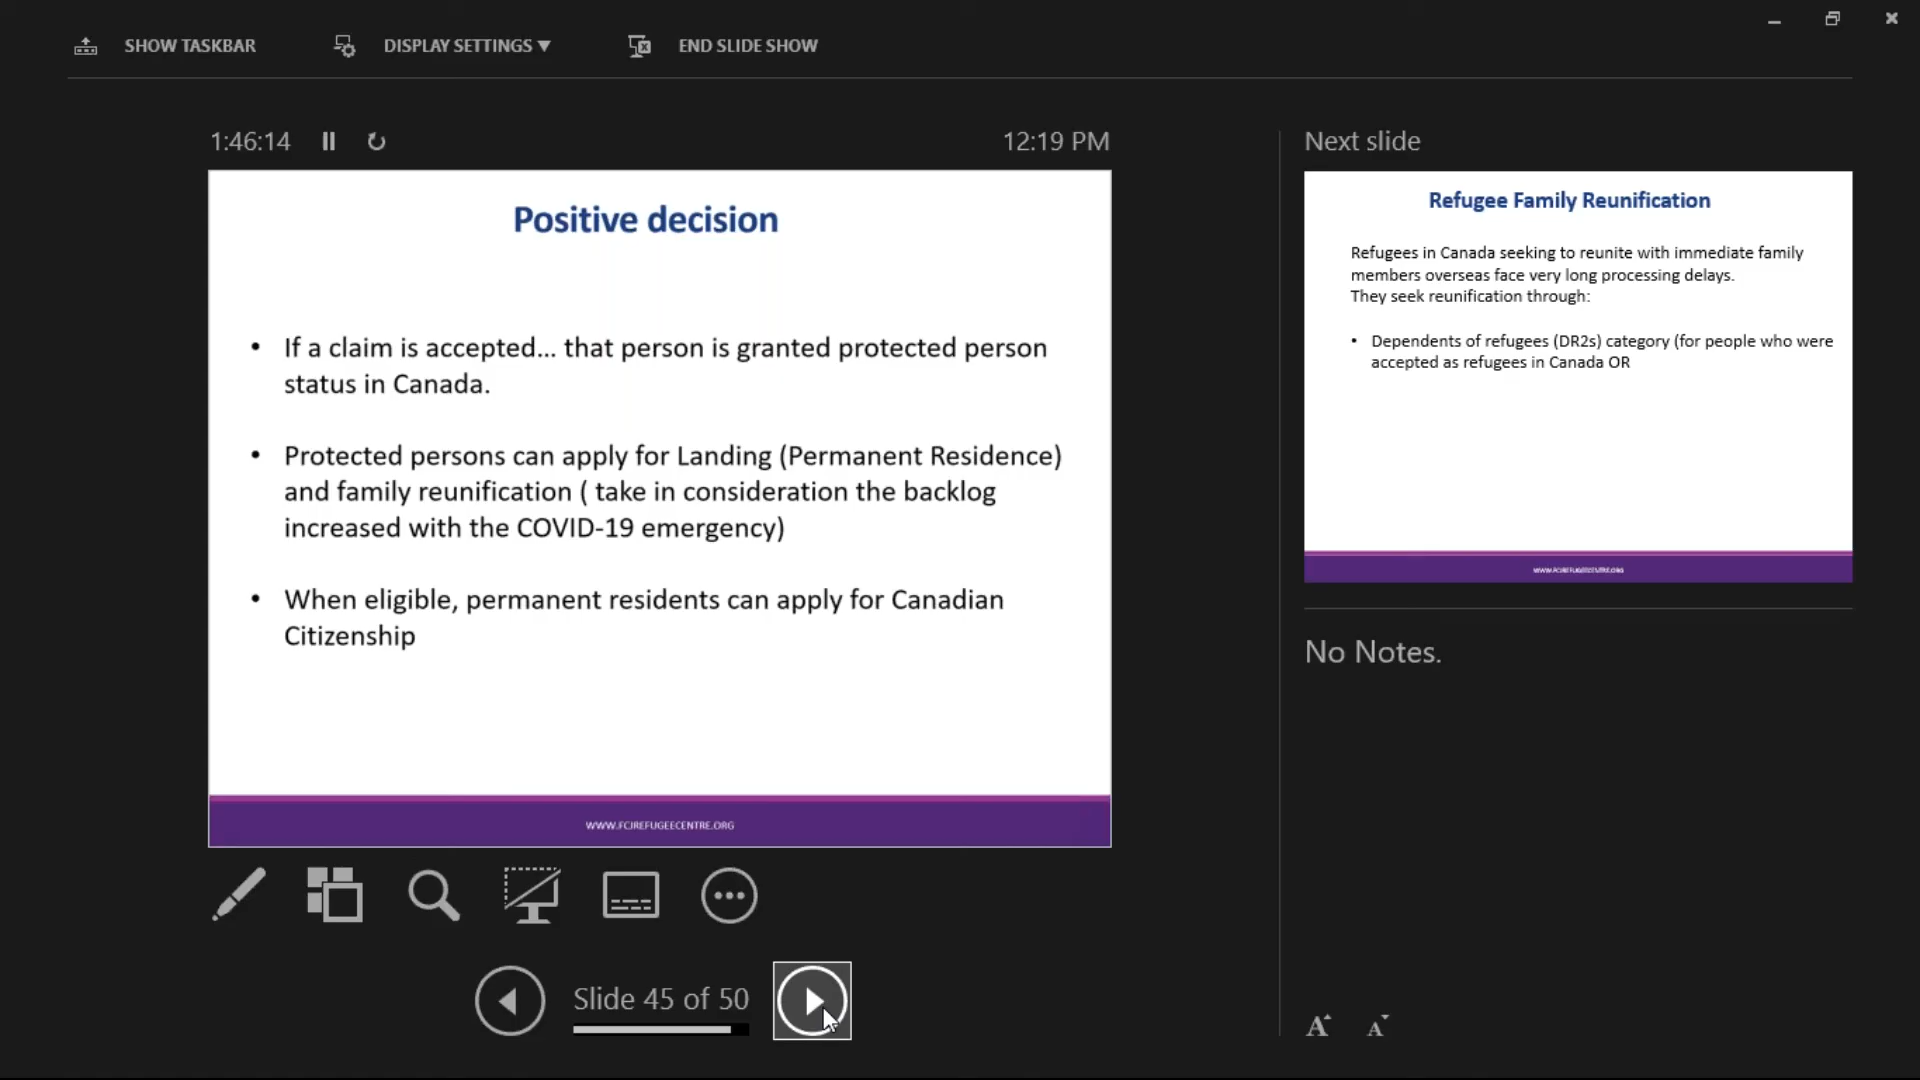 SHOW TASKBAR
DISPLAY SETTINGS ▼
END SLIDE SHOW
1:46:14
12:19 PM
Positive decision
• If a claim is accepted... that person is granted protected person
status in Canada.
• Protected persons can apply for Landing (Permanent Residence)
and family reunification ( take in consideration the backlog
increased with the COVID-19 emergency)
• When eligible, permanent residents can apply for Canadian
Citizenship
WWW.FCJREFUGEECENTRE.ORG
Slide 45 of 50
Next slide
Refugee Family Reunification
Refugees in Canada seeking to reunite with immediate family
members overseas face very long processing delays.
They seek reunification through:
• Dependents of refugees (DR2s) category (for people who were
accepted as refugees in Canada OR
WWW.FCJREFUGEECENTRE.ORG
No Notes.
A A